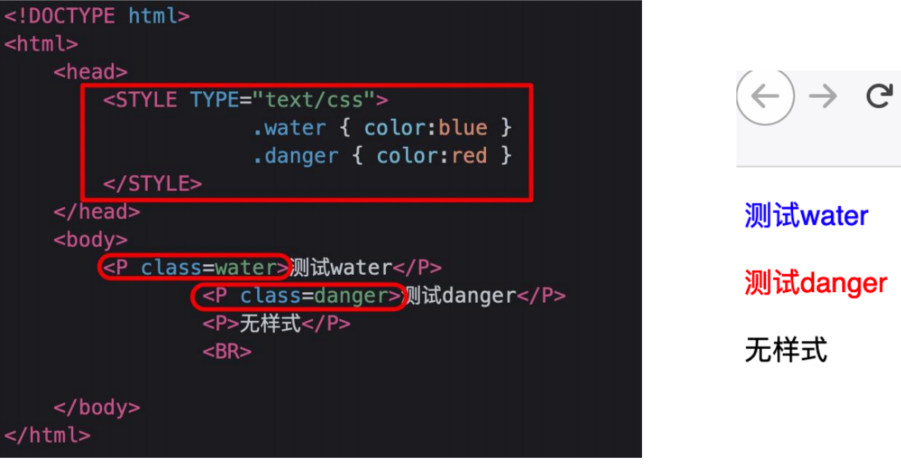 <!DOCTYPE html>
<html>
<head>
<STYLE TYPE="text/css">
.water { color:blue }
.danger { color:red }
</STYLE>
</head>
<body>
<P class=water>测试water</P>
<P class=danger>测试danger</P>
<P>无样式</P>
<BR>
</body>
</html>
测试water
测试danger
无样式